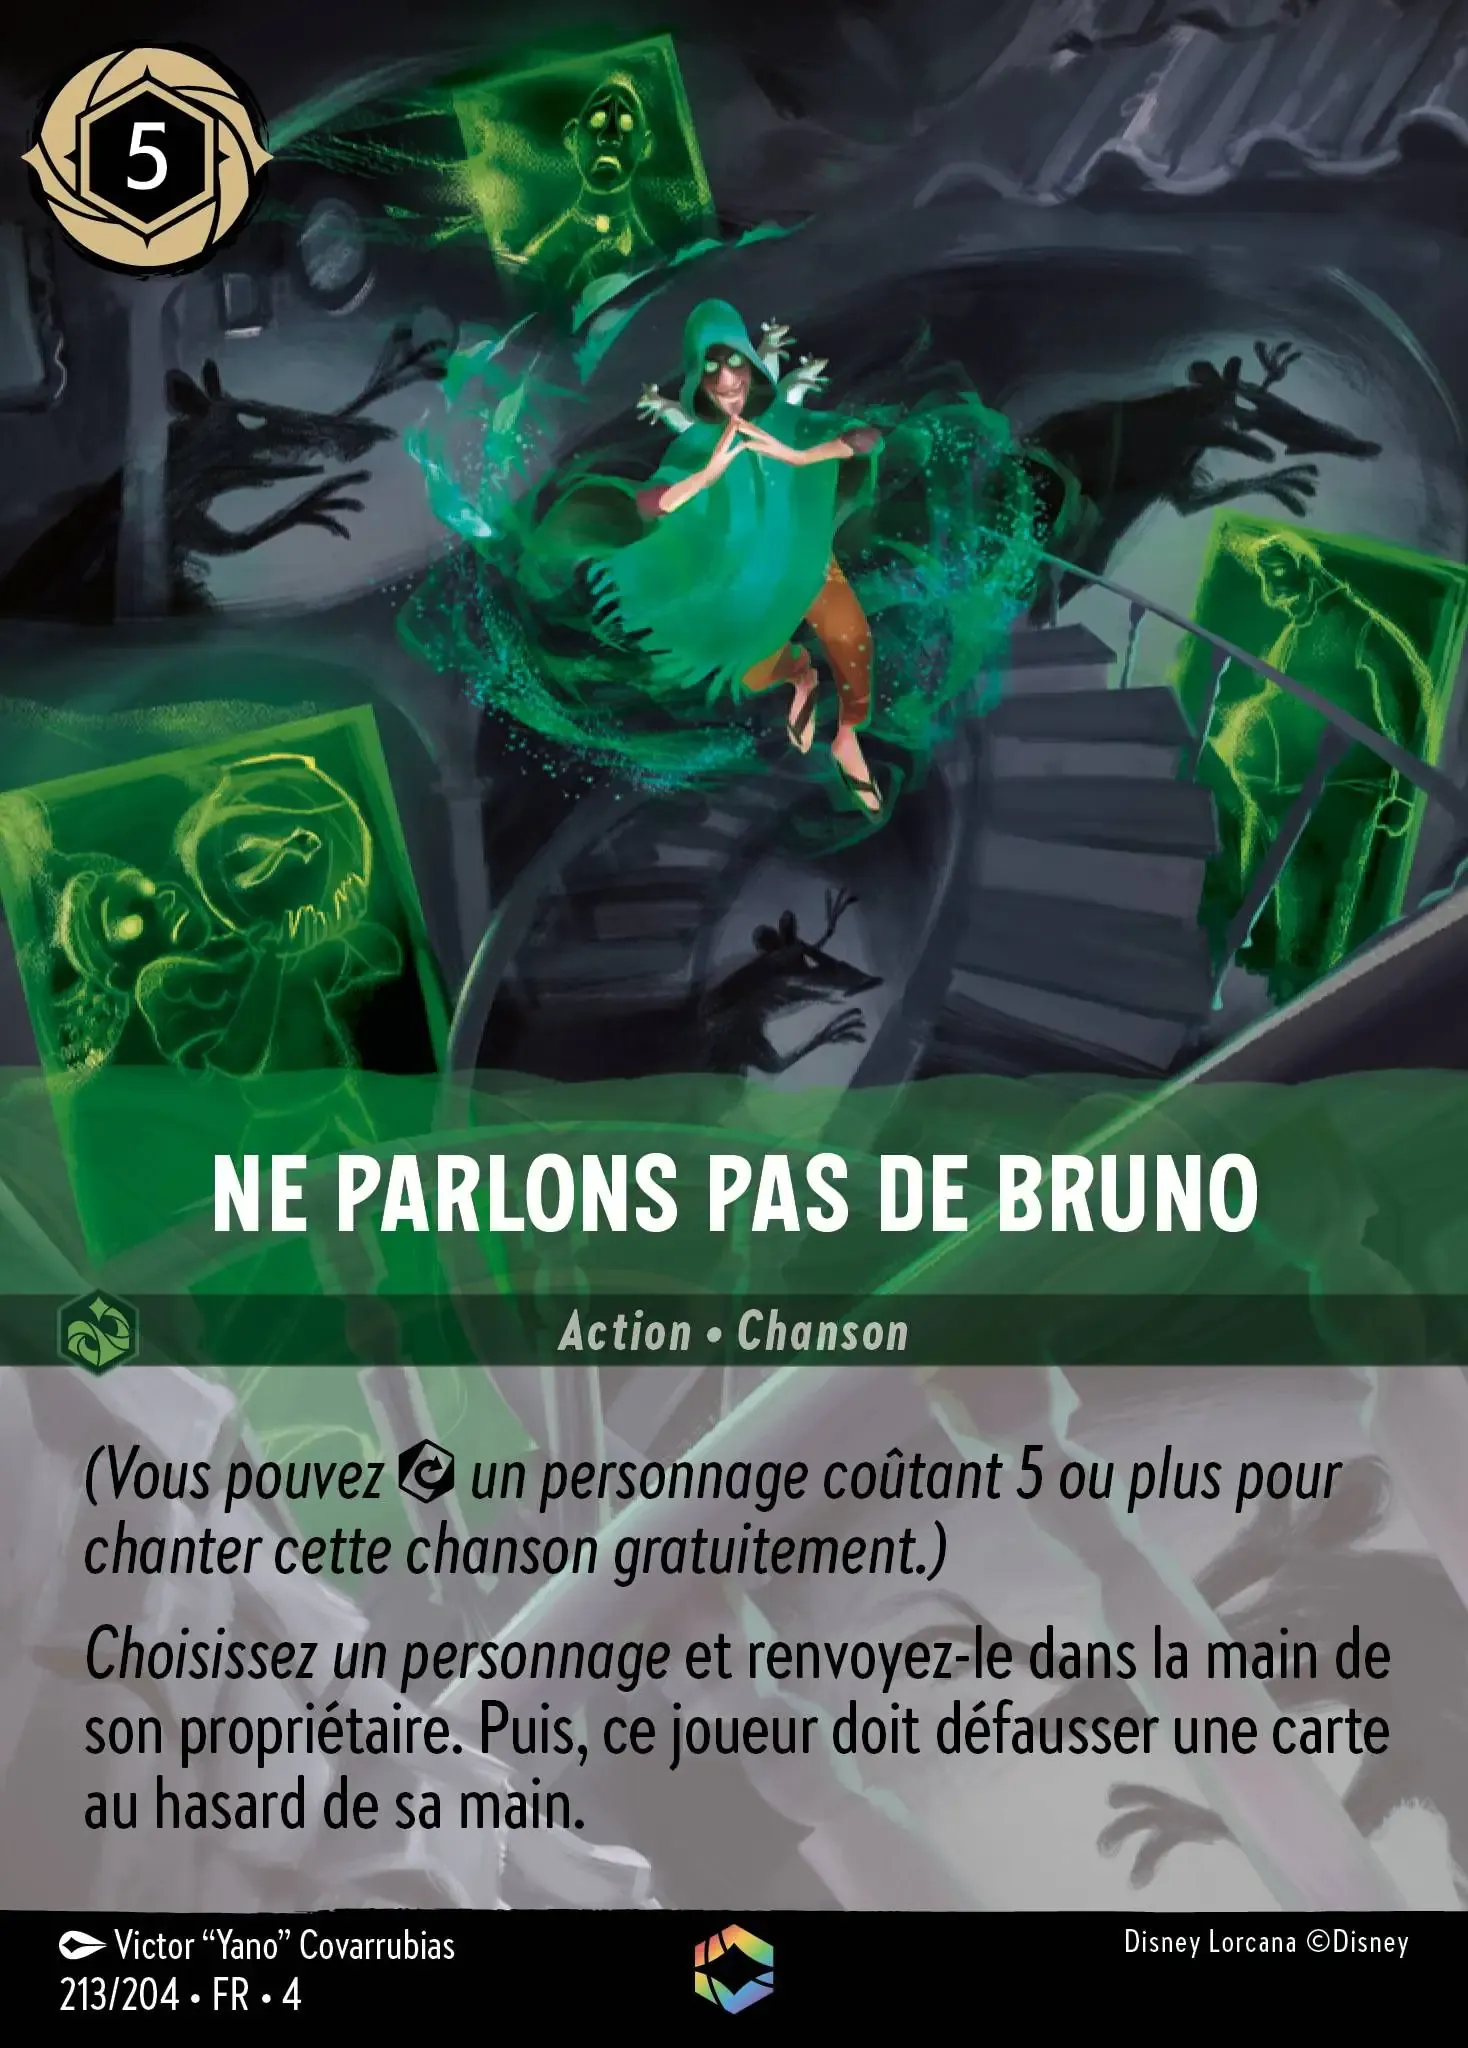 5
NE PARLONS PAS DE BRUNO
Action • Chanson
(Vous pouvez un personnage coûtant 5 ou plus pour
chanter cette chanson gratuitement.)
Choisissez un personnage et renvoyez-le dans la main de
son propriétaire. Puis, ce joueur doit défausser une carte
au hasard de sa main.
Victor “Yano” Covarrubias
Disney Lorcana ©Disney
213/204 • FR • 4